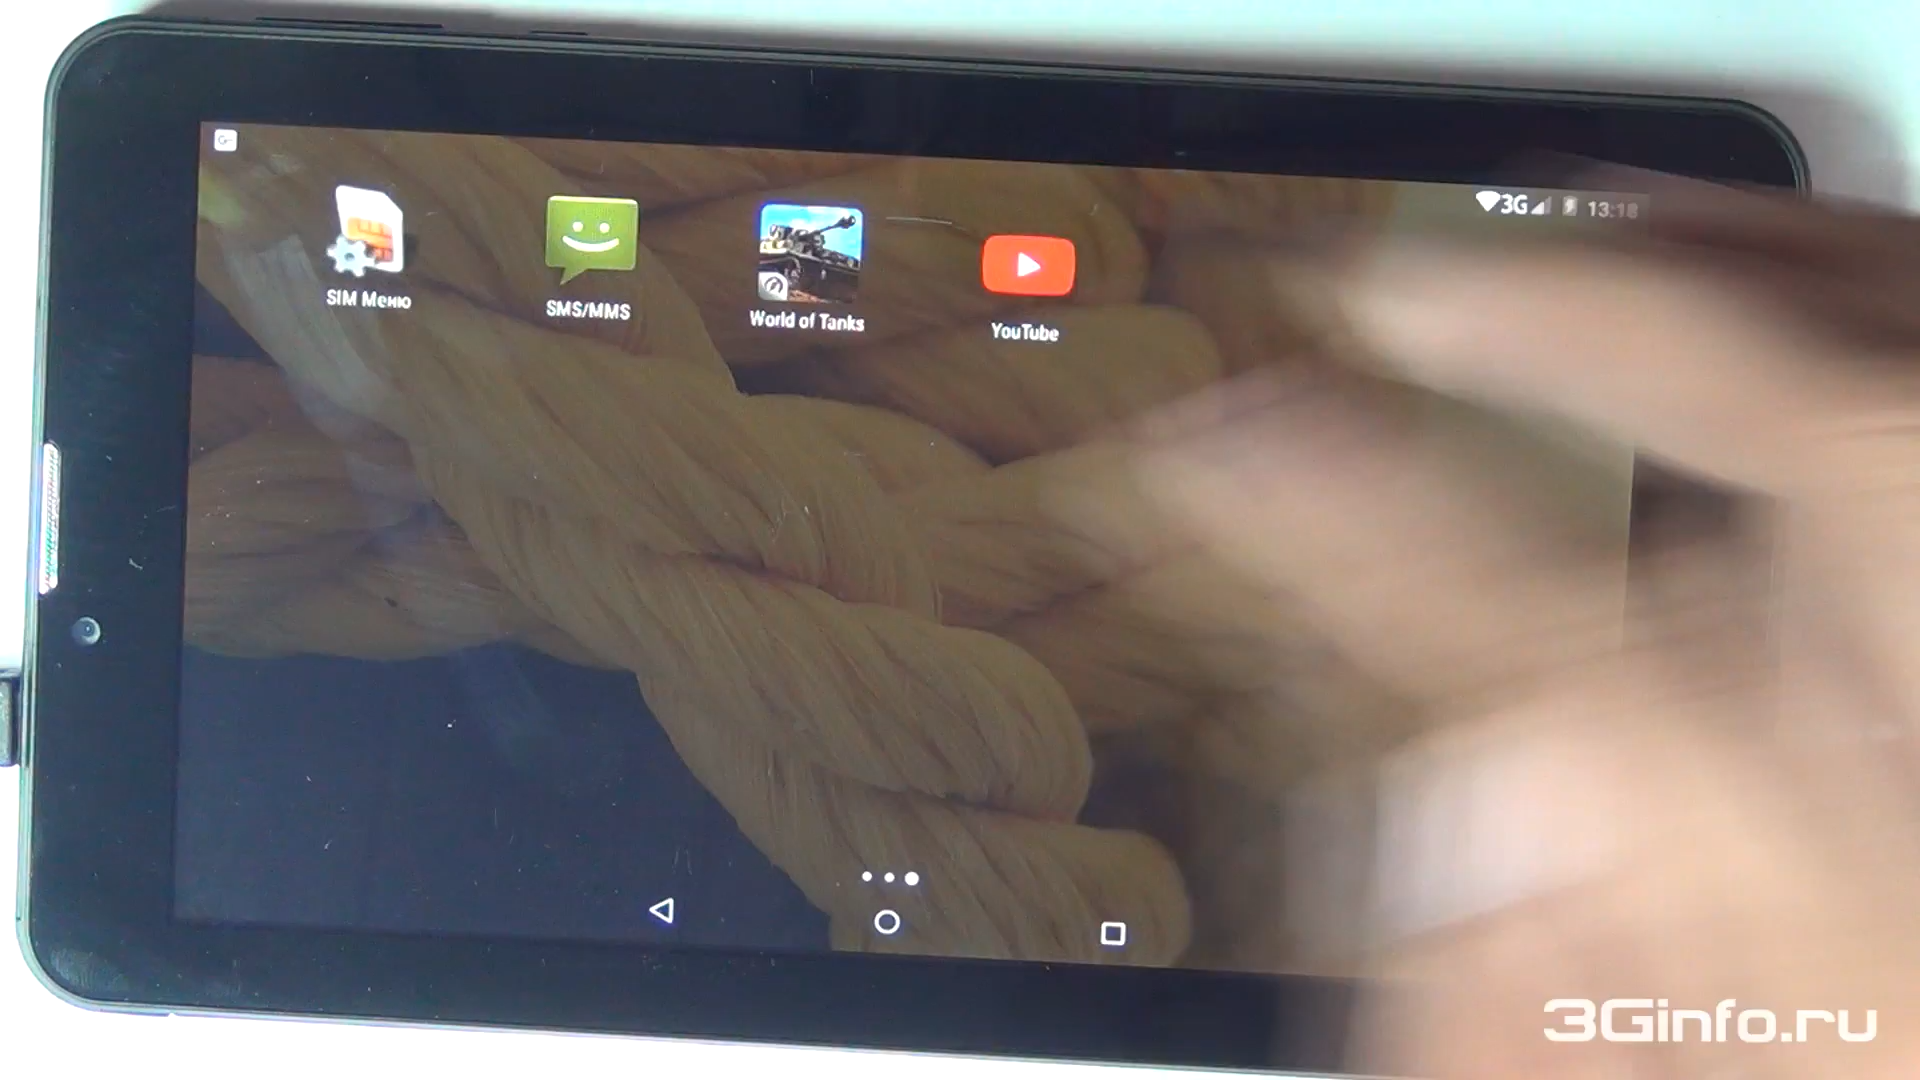 G+
3G 13:18
SIM Меню
SMS/MMS
World of Tanks
YouTube
3Ginfo.ru